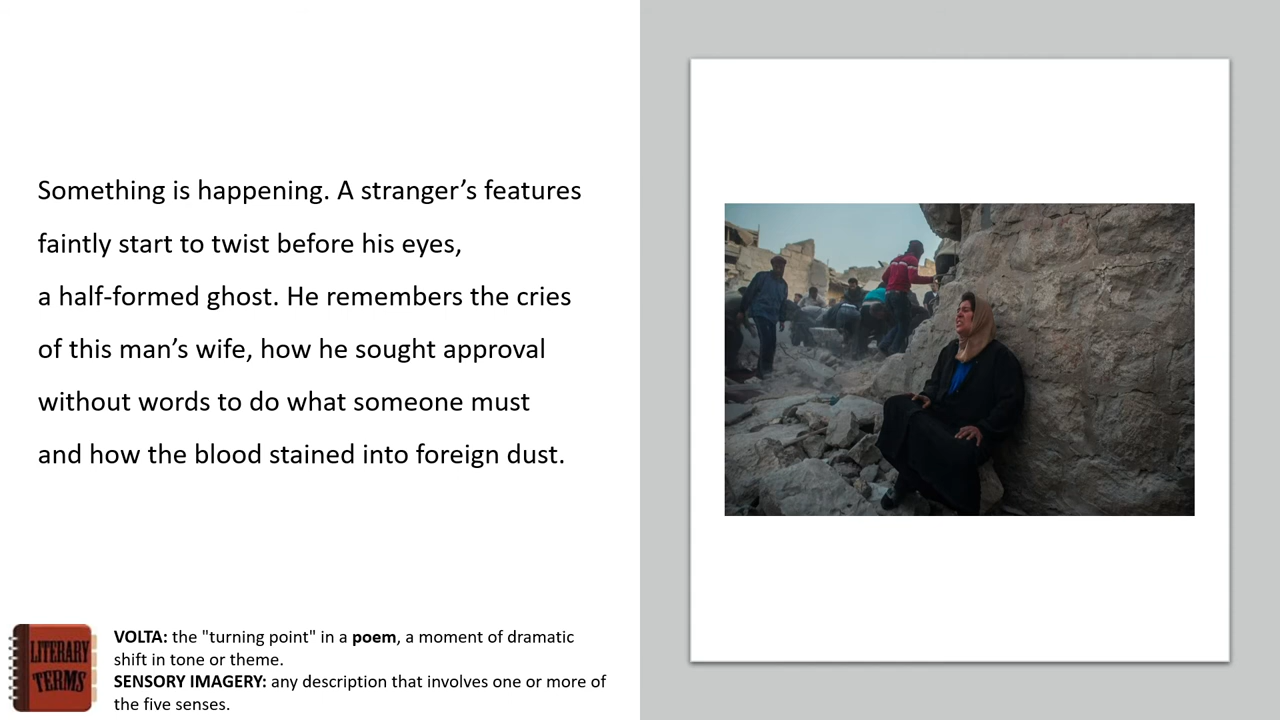 Something is happening. A stranger’s features
faintly start to twist before his eyes,
a half-formed ghost. He remembers the cries
of this man’s wife, how he sought approval
without words to do what someone must
and how the blood stained into foreign dust.
LITERARY
TERMS
VOLTA: the "turning point" in a poem, a moment of dramatic
shift in tone or theme.
SENSORY IMAGERY: any description that involves one or more of
the five senses.